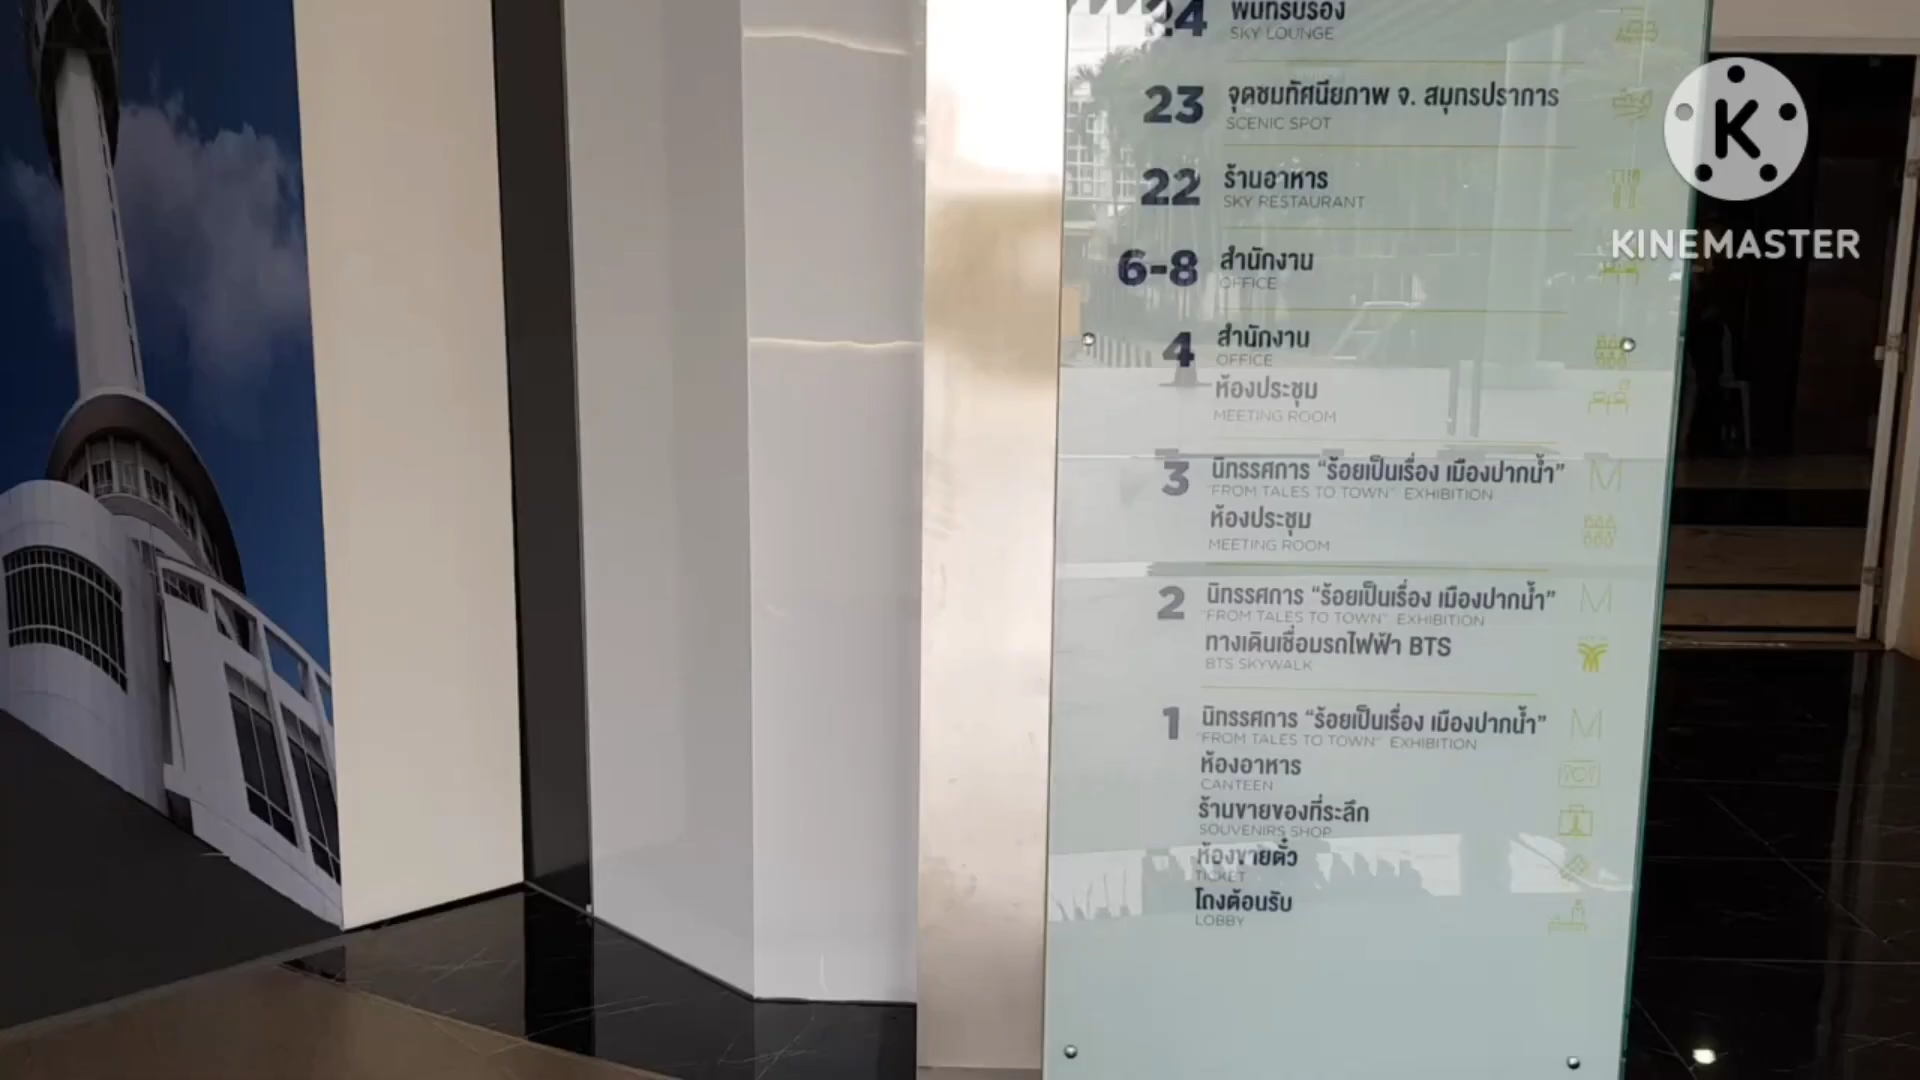 24 พื้นที่รับรอง
SKY LOUNGE
23 จุดชมทัศนียภาพ จ. สมุทรปราการ
SCENIC SPOT
22 ร้านอาหาร
SKY RESTAURANT
6-8 สำนักงาน
OFFICE
4 สำนักงาน
OFFICE
ห้องประชุม
MEETING ROOM
3 นิทรรศการ “ร้อยเป็นเรื่อง เมืองปากน้ำ”
"FROM TALES TO TOWN" EXHIBITION
ห้องประชุม
MEETING ROOM
2 นิทรรศการ “ร้อยเป็นเรื่อง เมืองปากน้ำ”
"FROM TALES TO TOWN" EXHIBITION
ทางเดินเชื่อมรถไฟฟ้า BTS
BTS SKYWALK
1 นิทรรศการ “ร้อยเป็นเรื่อง เมืองปากน้ำ”
"FROM TALES TO TOWN" EXHIBITION
ห้องอาหาร
CANTEEN
ร้านขายของที่ระลึก
SOUVENIRS SHOP
ห้องขายตั๋ว
TICKET
โถงต้อนรับ
LOBBY
K
KINEMASTER